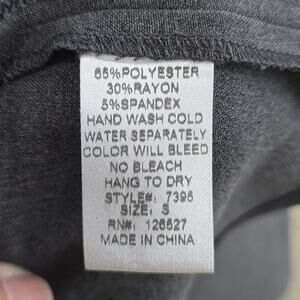 65%POLYESTER
30%RAYON
5%SPANDEX
HAND WASH COLD
WATER SEPARATELY
COLOR WILL BLEED
NO BLEACH
HANG TO DRY
STYLE#: 7395
SIZE: S
RN#: 126527
MADE IN CHINA